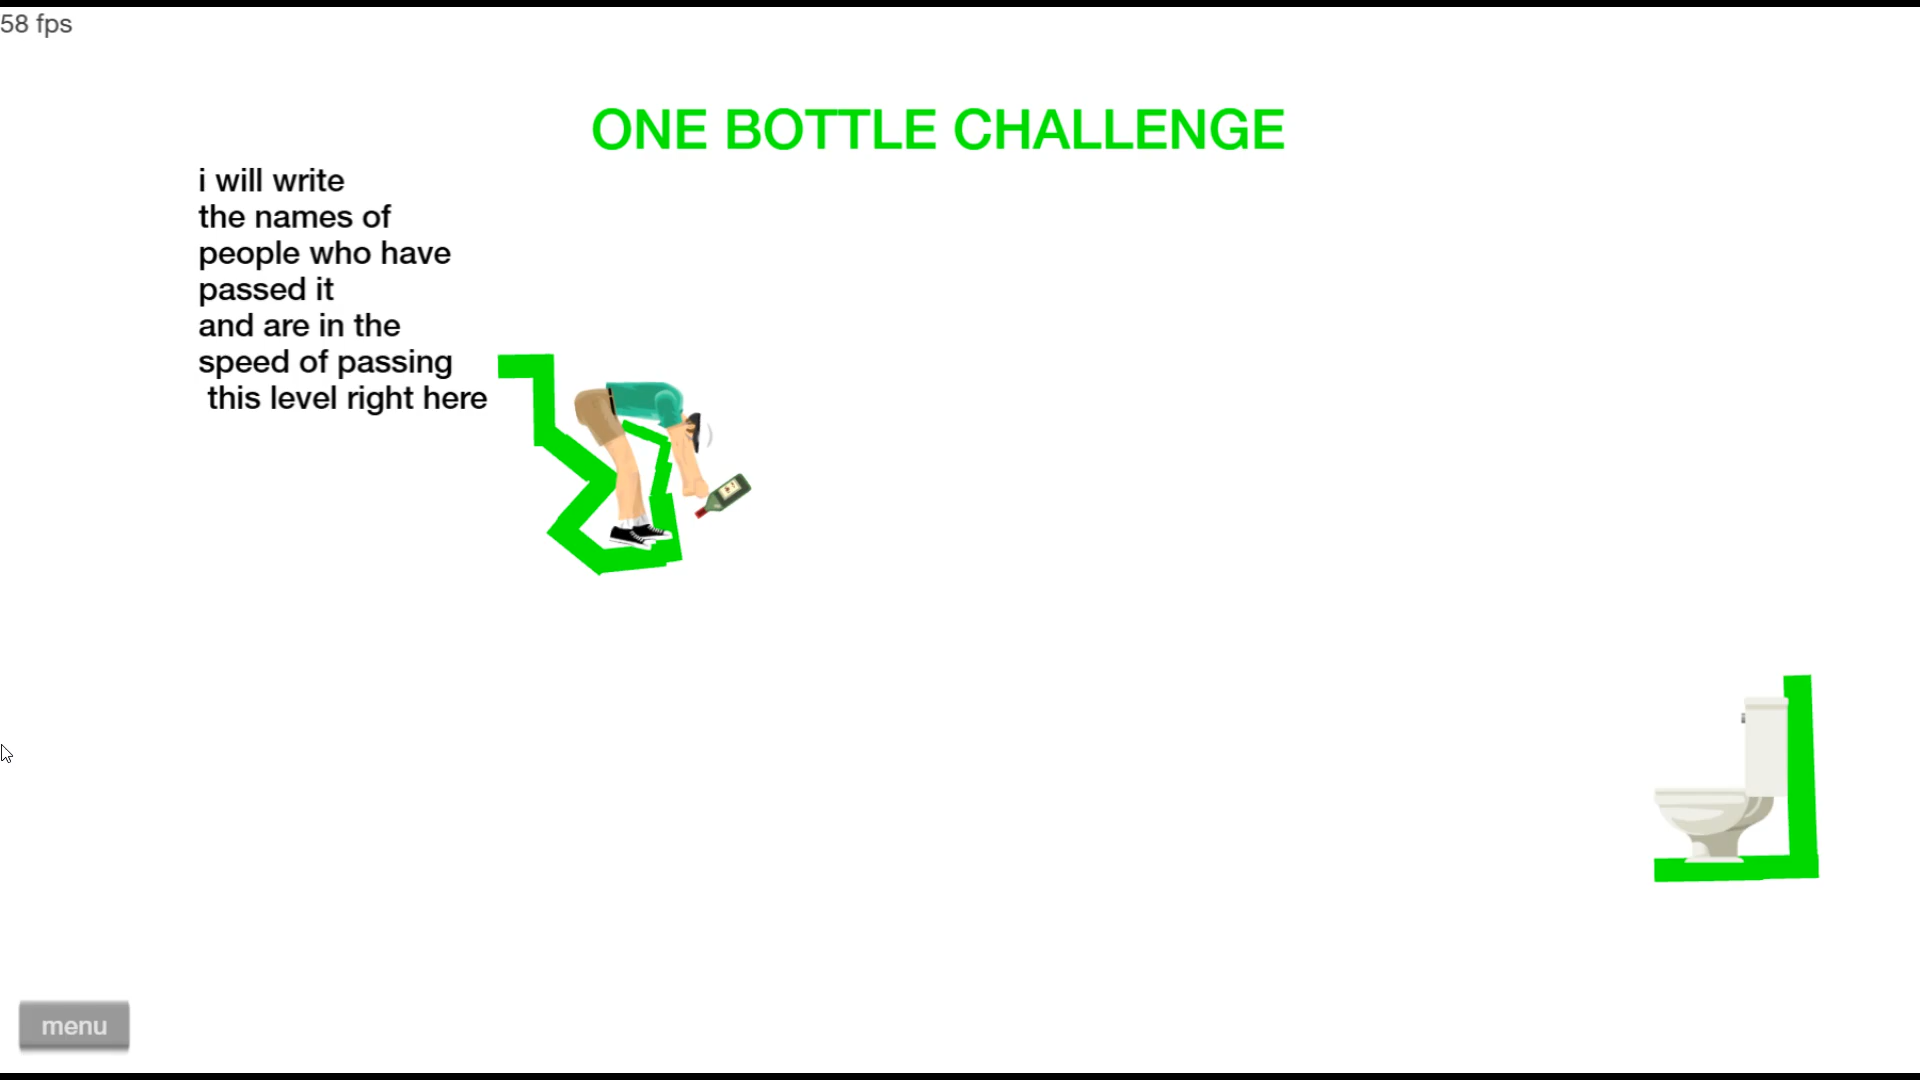 58 fps
ONE BOTTLE CHALLENGE
i will write
the names of
people who have
passed it
and are in the
speed of passing
this level right here
menu